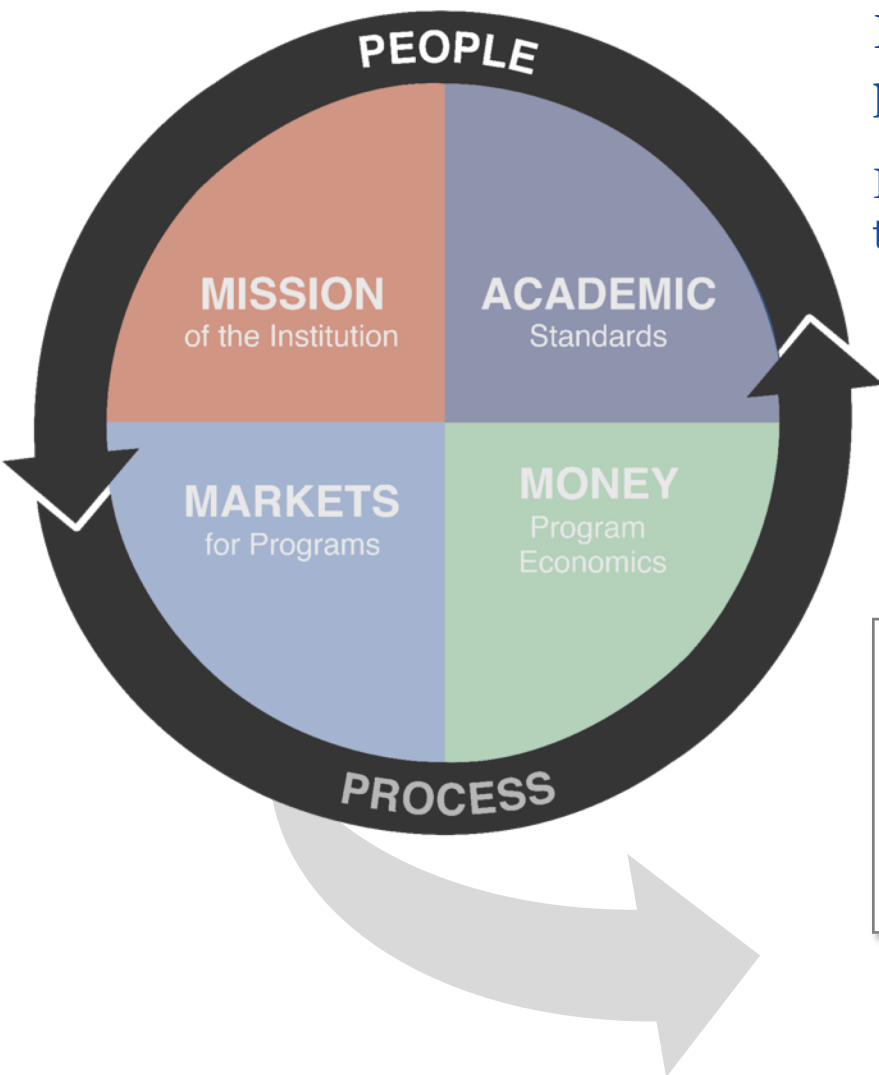 PEOPLE
MISSION
of the Institution
ACADEMIC
Standards
MARKETS
for Programs
MONEY
Program
Economics
PROCESS